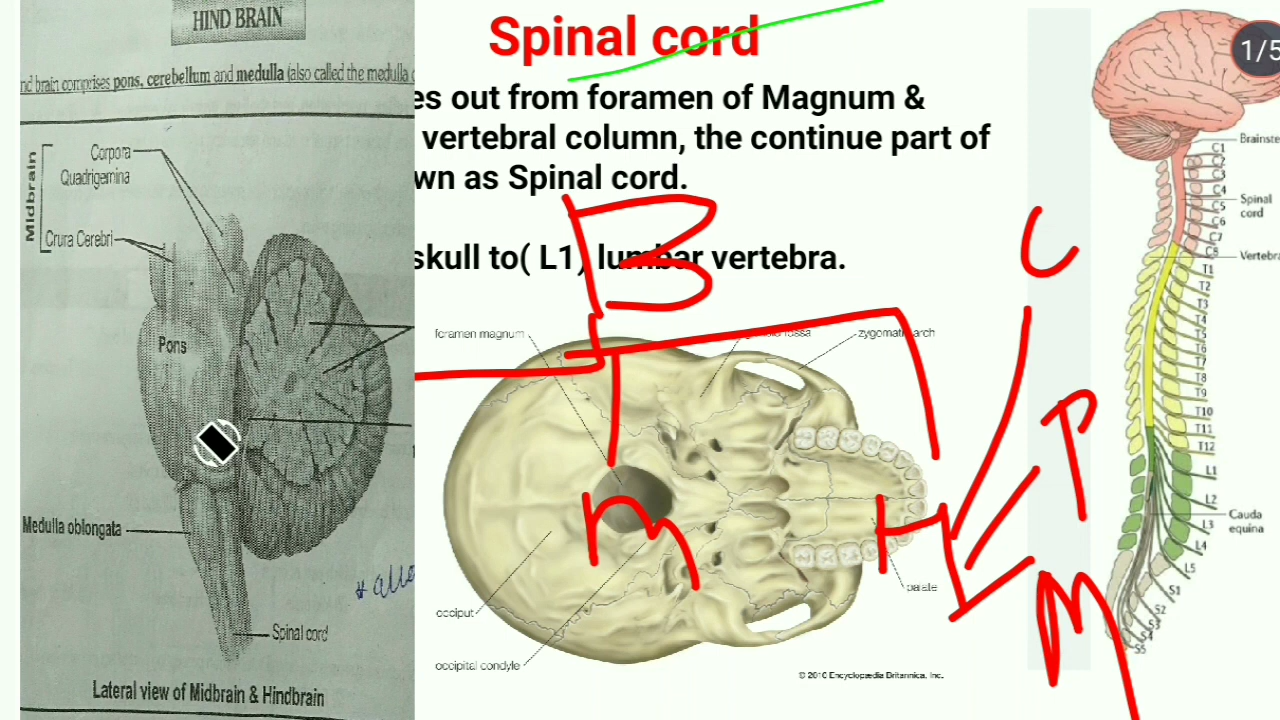 HIND BRAIN
nd brain comprises pons, cerebellum and medulla (also called the medulla
Midbrain
Corpora
Quadrigemina
Crura Cerebri
Pons
Medulla oblongata
Spinal cord
Lateral view of Midbrain & Hindbrain
Spinal cord
es out from foramen of Magnum &
vertebral column, the continue part of
wn as Spinal cord.
skull to( L1) lumbar vertebra.
B
m
H
C
P
m
foramen magnum
fossa
zygomatic arch
palate
occiput
occipital condyle
© 2010 Encyclopædia Britannica, Inc.
1/5
Brainste
C1
C2
C3
C4
C5
C6
C7
C8
Spinal
cord
Vertebra
T1
T2
T3
T4
T5
T6
T7
T8
T9
T10
T11
T12
L1
L2
L3
L4
L5
Cauda
equina
S1
S2
S3
S4
S5